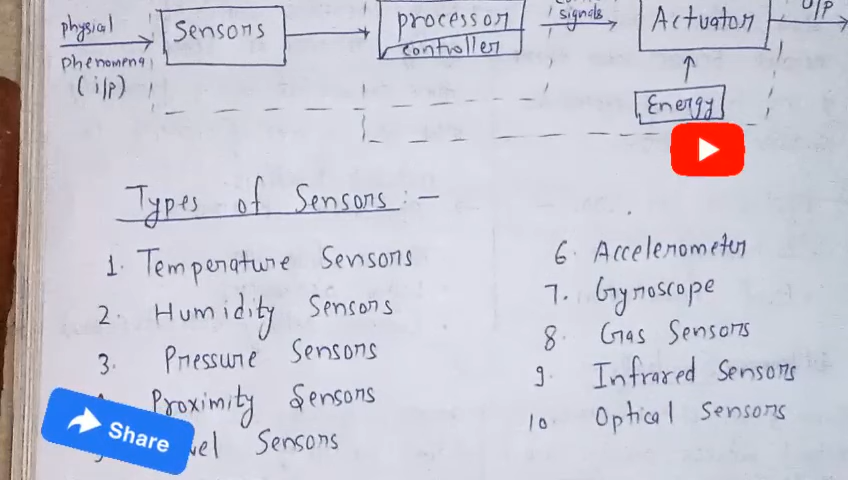 physial
phenomena
(i/p)
Sensors
processor
controller
signals
Actuator
O/P
Energy
Types of Sensors :-
1. Temperature Sensors
2. Humidity Sensors
3. Pressure Sensors
Proximity Sensors
Sensors
6. Accelerometer
7. Gyroscope
8. Gas Sensors
9. Infrared Sensors
10. Optical Sensors
Share